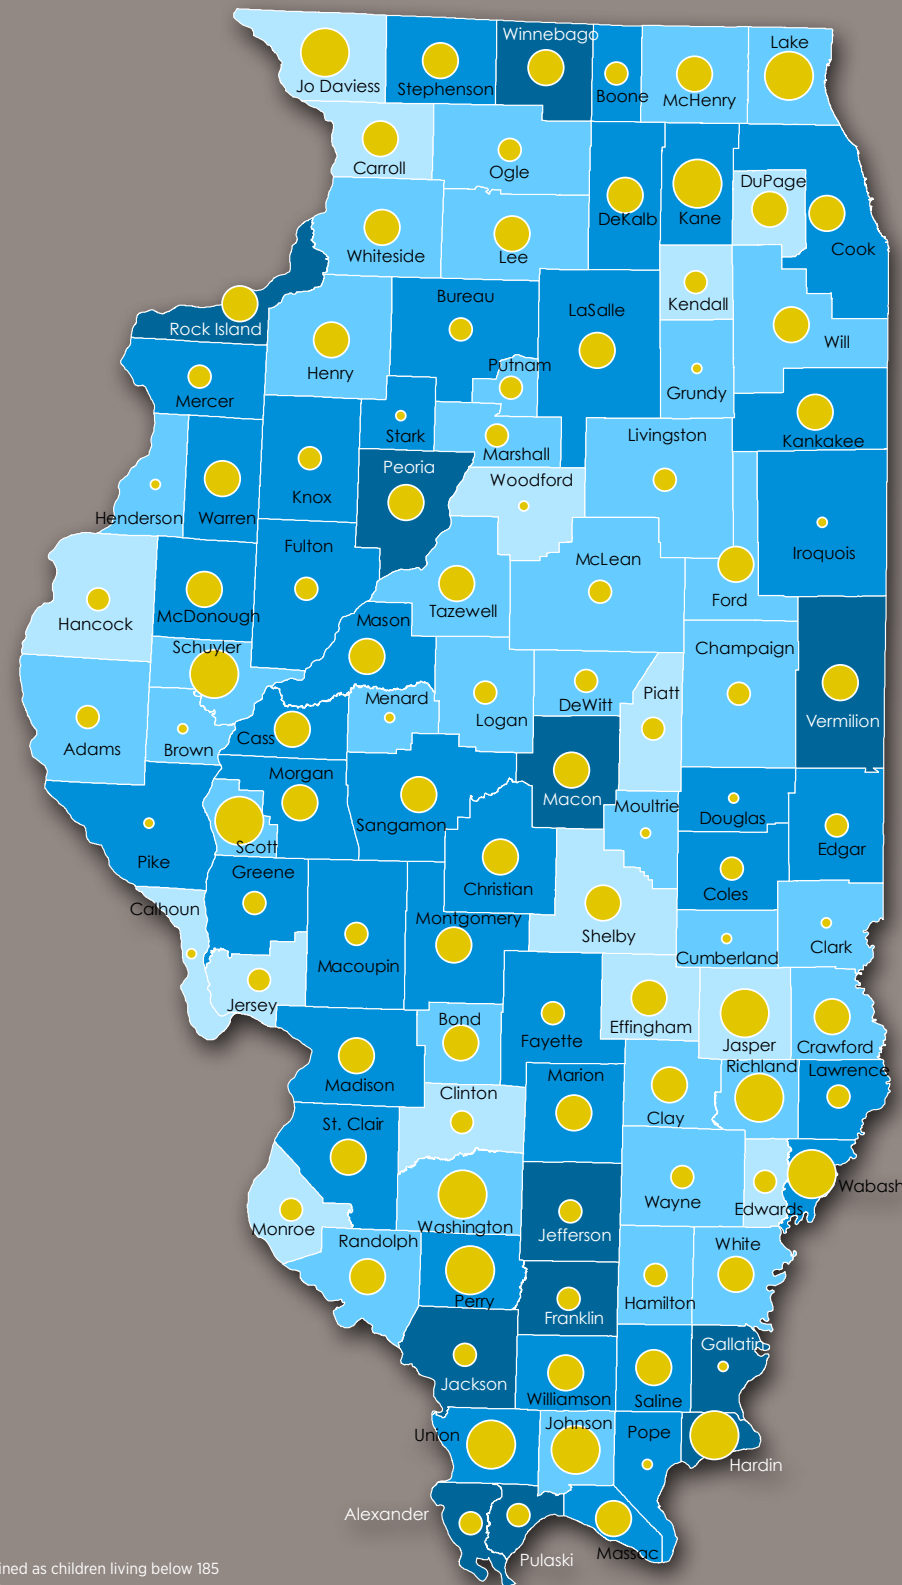 Winnebago
Lake
Jo Daviess
Stephenson
Boone
McHenry
Carroll
Ogle
DuPage
DeKalb
Kane
Cook
Whiteside
Lee
Kendall
Bureau
LaSalle
Rock Island
Will
Henry
Putnam
Grundy
Mercer
Stark
Livingston
Kankakee
Marshall
Peoria
Woodford
Knox
Henderson
Warren
Fulton
McLean
Iroquois
Ford
Tazewell
McDonough
Hancock
Mason
Schuyler
Champaign
Menard
Piatt
DeWitt
Logan
Vermilion
Cass
Adams
Brown
Morgan
Macon
Moultrie
Douglas
Sangamon
Scott
Edgar
Pike
Greene
Christian
Coles
Calhoun
Montgomery
Shelby
Clark
Cumberland
Macoupin
Jersey
Bond
Effingham
Fayette
Jasper
Crawford
Richland
Lawrence
Marion
Madison
Clinton
Clay
St. Clair
Wabash
Wayne
Edwards
Washington
Monroe
Jefferson
Randolph
White
Perry
Hamilton
Franklin
Gallatin
Jackson
Williamson
Saline
Johnson
Union
Pope
Hardin
Alexander
Massac
Pulaski
ined as children living below 185